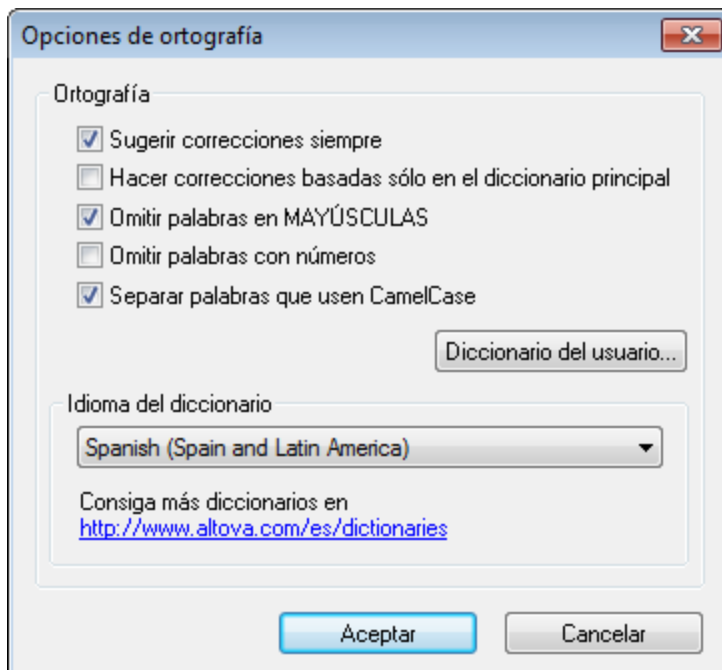 Opciones de ortografía
Ortografía
Sugerir correcciones siempre
Hacer correcciones basadas sólo en el diccionario principal
Omitir palabras en MAYÚSCULAS
Omitir palabras con números
Separar palabras que usen CamelCase
Diccionario del usuario...
Idioma del diccionario
Spanish (Spain and Latin America)
Consiga más diccionarios en
http://www.altova.com/es/dictionaries
Aceptar
Cancelar